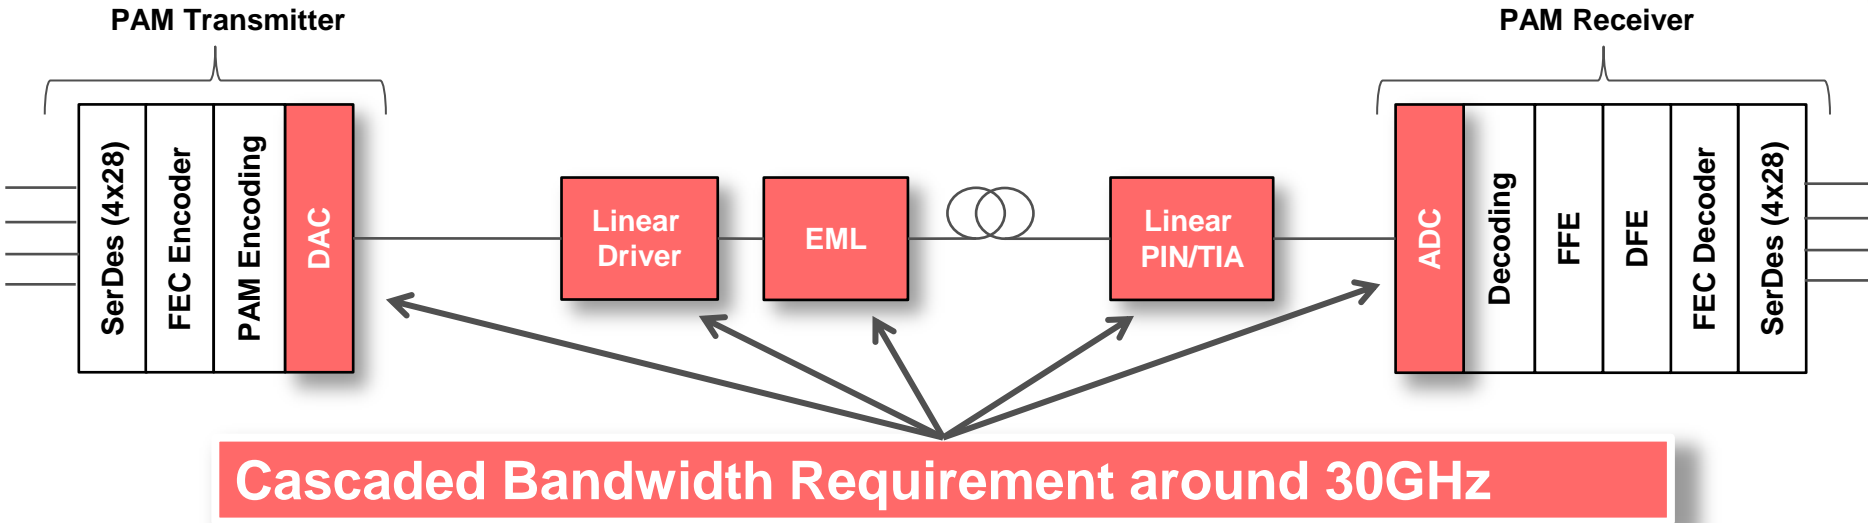 PAM Transmitter
PAM Receiver
SerDes (4x28)
FEC Encoder
PAM Encoding
DAC
Linear
Driver
EML
Linear
PIN/TIA
ADC
Decoding
FFE
DFE
FEC Decoder
SerDes (4x28)
Cascaded Bandwidth Requirement around 30GHz